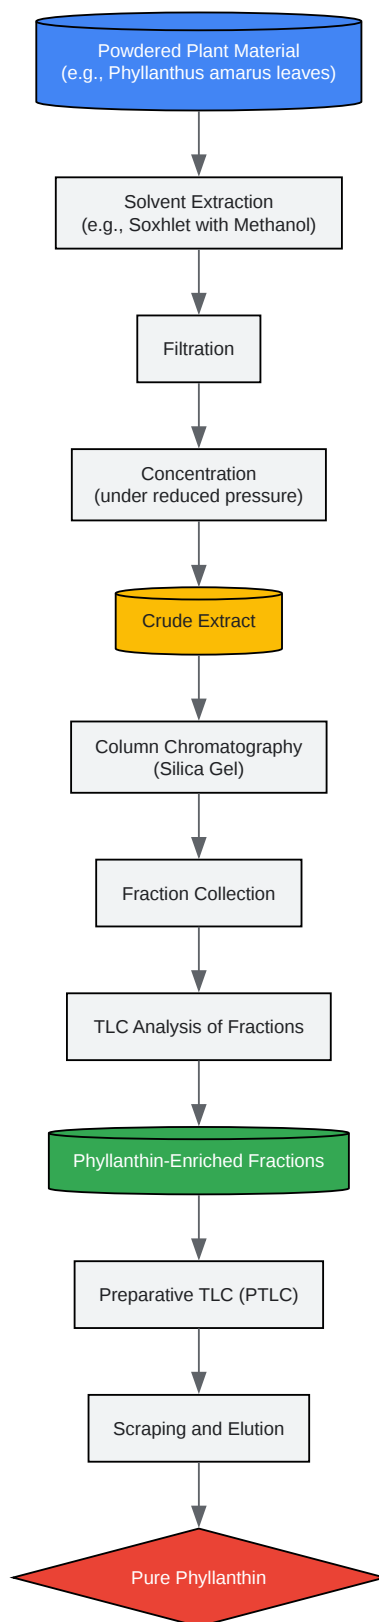 Powdered Plant Material
(e.g., Phyllanthus amarus leaves)
Solvent Extraction
(e.g., Soxhlet with Methanol)
Filtration
Concentration
(under reduced pressure)
Crude Extract
Column Chromatography
(Silica Gel)
Fraction Collection
TLC Analysis of Fractions
Phyllanthin-Enriched Fractions
Preparative TLC (PTLC)
Scraping and Elution
Pure Phyllanthin